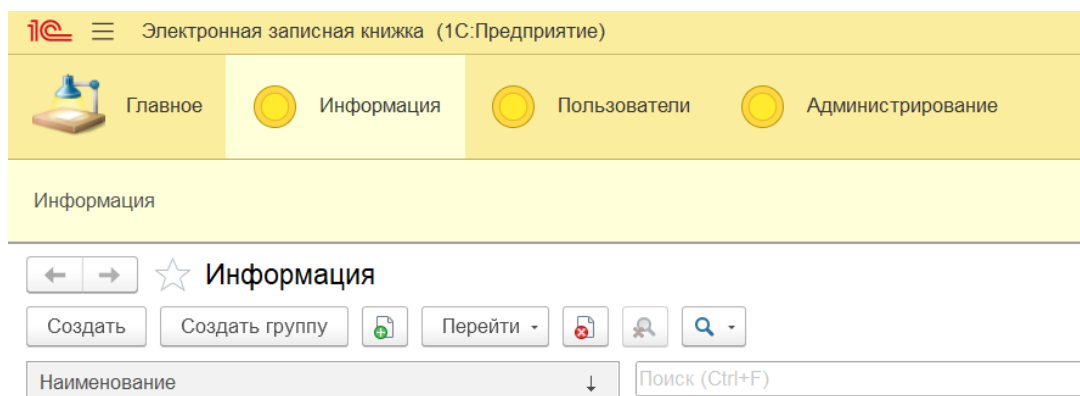 1С Электронная записная книжка (1С:Предприятие)
Главное Информация Пользователи Администрирование
Информация
Информация
Создать Создать группу Перейти
Наименование Поиск (Ctrl+F)